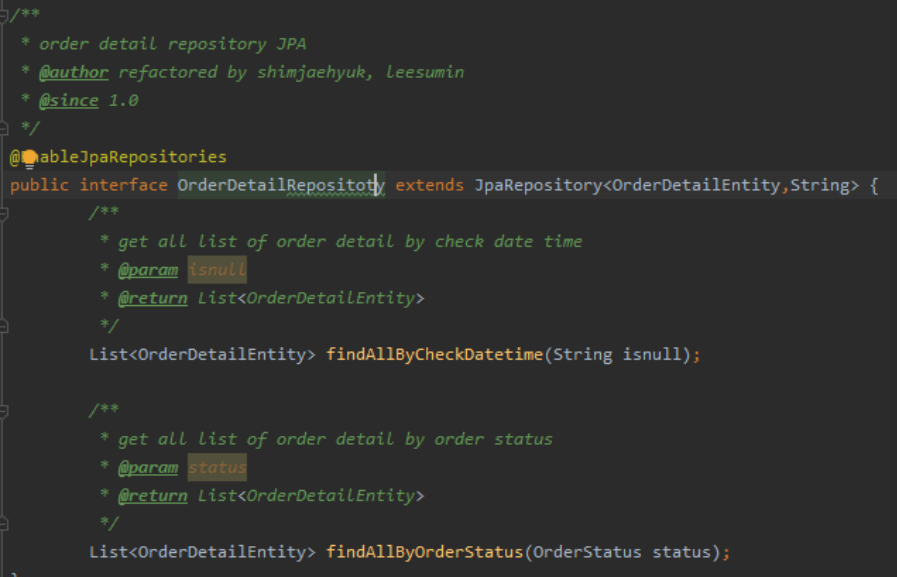 /**
* order detail repository JPA
* @author refactored by shimjaehyuk, leesumin
* @since 1.0
*/
@EnableJpaRepositories
public interface OrderDetailRepositoty extends JpaRepository<OrderDetailEntity,String> {
/**
* get all list of order detail by check date time
* @param isnull
* @return List<OrderDetailEntity>
*/
List<OrderDetailEntity> findAllByCheckDatetime(String isnull);
/**
* get all list of order detail by order status
* @param status
* @return List<OrderDetailEntity>
*/
List<OrderDetailEntity> findAllByOrderStatus(OrderStatus status);
}